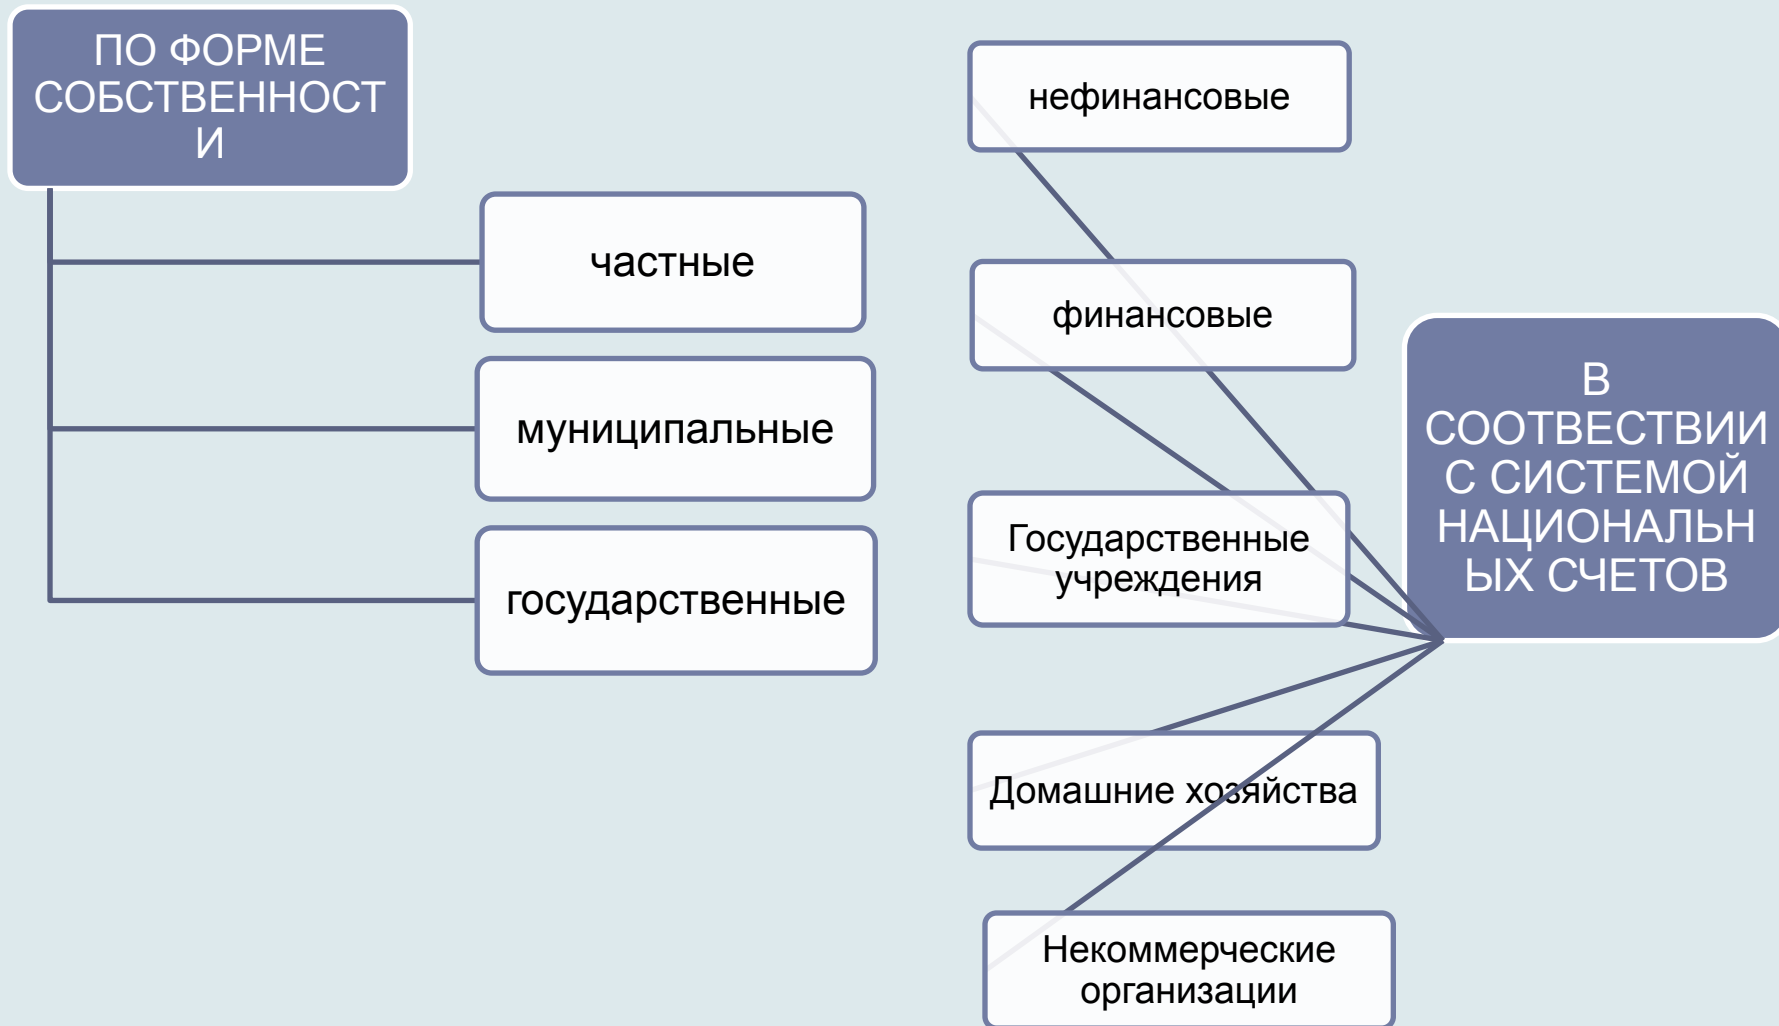 ПО ФОРМЕ
СОБСТВЕННОСТ
И
частные
муниципальные
государственные
нефинансовые
финансовые
Государственные
учреждения
Домашние хозяйства
Некоммерческие
организации
В
СООТВЕСТВИИ
С СИСТЕМОЙ
НАЦИОНАЛЬН
ЫХ СЧЕТОВ